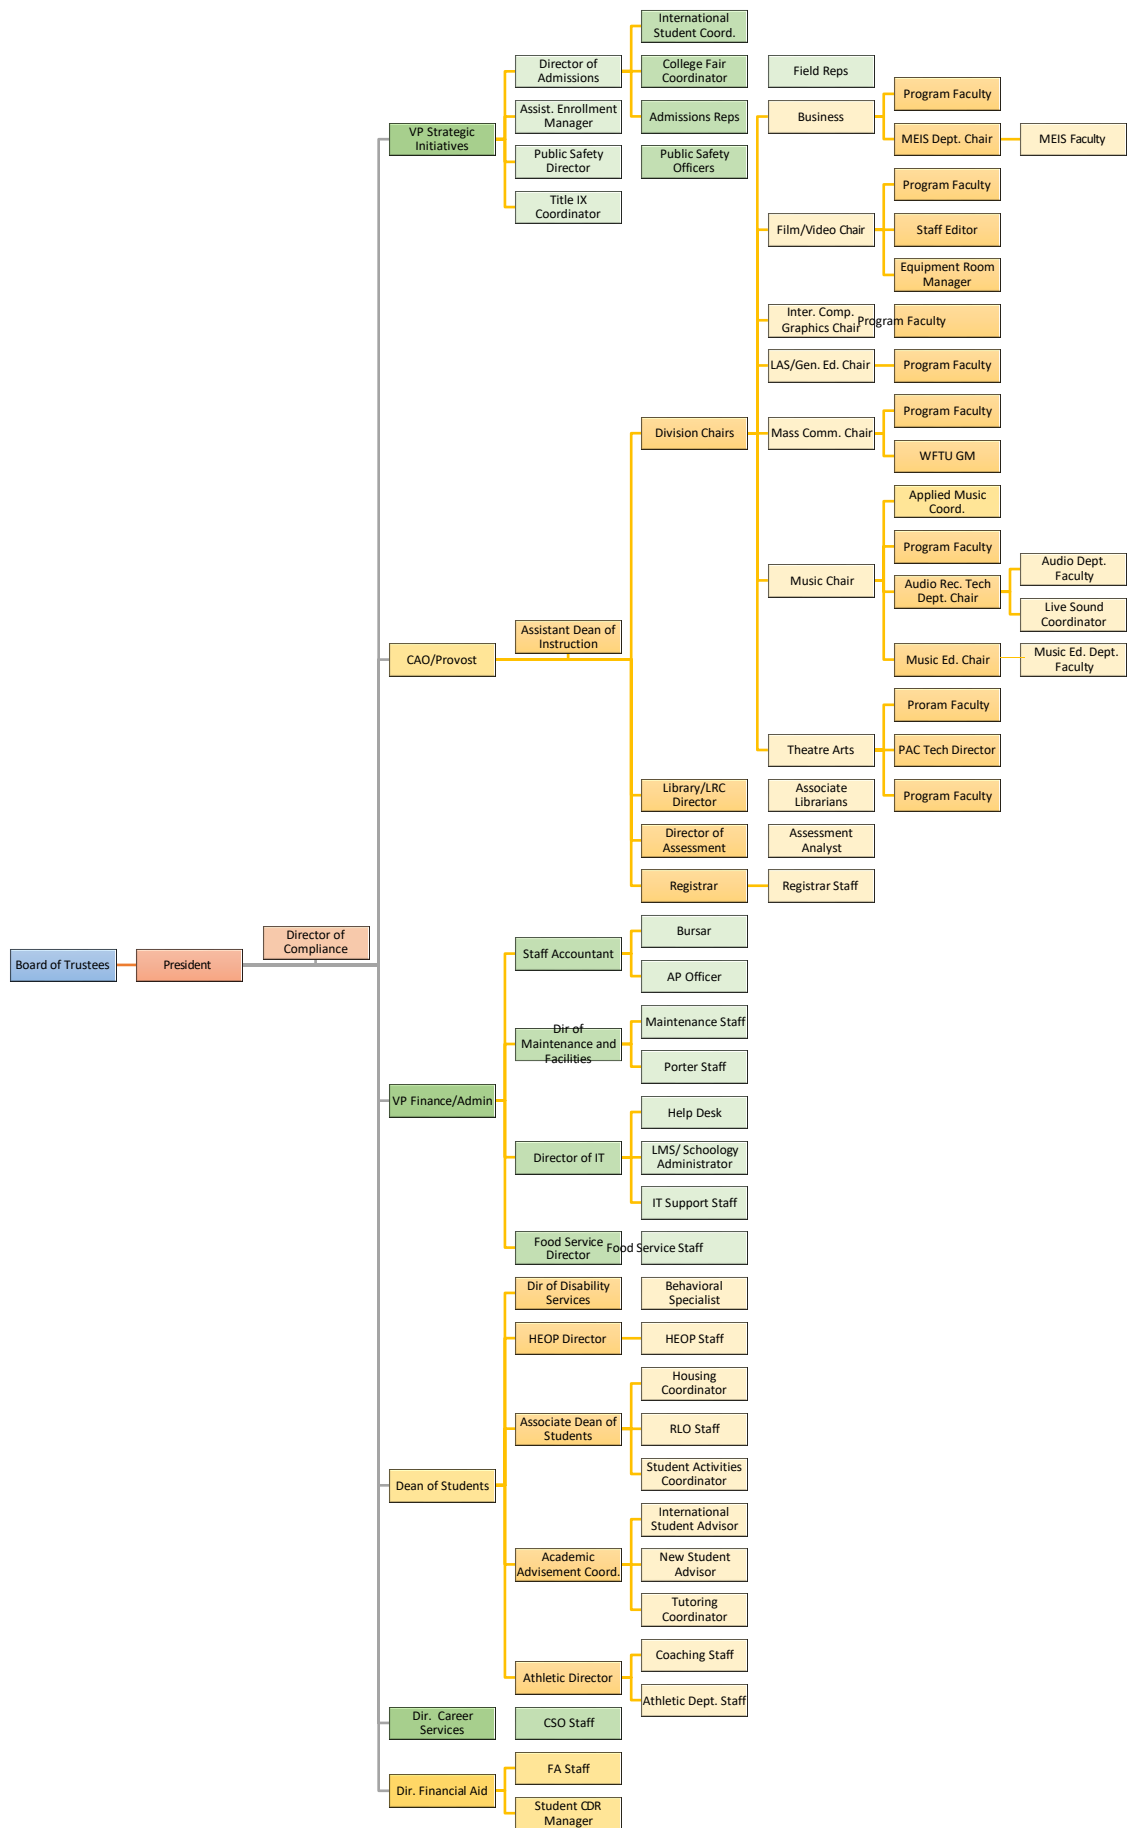 International
Student Coord.
Director of
Admissions
College Fair
Coordinator
Field Reps
Program Faculty
Assist. Enrollment
Manager
Admissions Reps
Business
VP Strategic
Initiatives
MEIS Dept. Chair
MEIS Faculty
Public Safety
Director
Public Safety
Officers
Program Faculty
Title IX
Coordinator
Film/Video Chair
Staff Editor
Equipment Room
Manager
Inter. Comp.
Graphics Chair
Program Faculty
LAS/Gen. Ed. Chair
Program Faculty
Program Faculty
Division Chairs
Mass Comm. Chair
WFTU GM
Applied Music
Coord.
Program Faculty
Audio Dept.
Faculty
Music Chair
Audio Rec. Tech
Dept. Chair
Live Sound
Coordinator
Assistant Dean of
Instruction
CAO/Provost
Music Ed. Chair
Music Ed. Dept.
Faculty
Proram Faculty
Theatre Arts
PAC Tech Director
Library/LRC
Director
Associate
Librarians
Program Faculty
Director of
Assessment
Assessment
Analyst
Registrar
Registrar Staff
Bursar
Director of
Compliance
Staff Accountant
Board of Trustees
President
AP Officer
Maintenance Staff
Dir of
Maintenance and
Facilities
Porter Staff
VP Finance/Admin
Help Desk
Director of IT
LMS/ Schoology
Administrator
IT Support Staff
Food Service
Director
Food Service Staff
Dir of Disability
Services
Behavioral
Specialist
HEOP Director
HEOP Staff
Housing
Coordinator
Associate Dean of
Students
RLO Staff
Student Activities
Coordinator
Dean of Students
International
Student Advisor
Academic
Advisement Coord.
New Student
Advisor
Tutoring
Coordinator
Coaching Staff
Athletic Director
Athletic Dept. Staff
Dir.  Career
Services
CSO Staff
FA Staff
Dir. Financial Aid
Student CDR
Manager